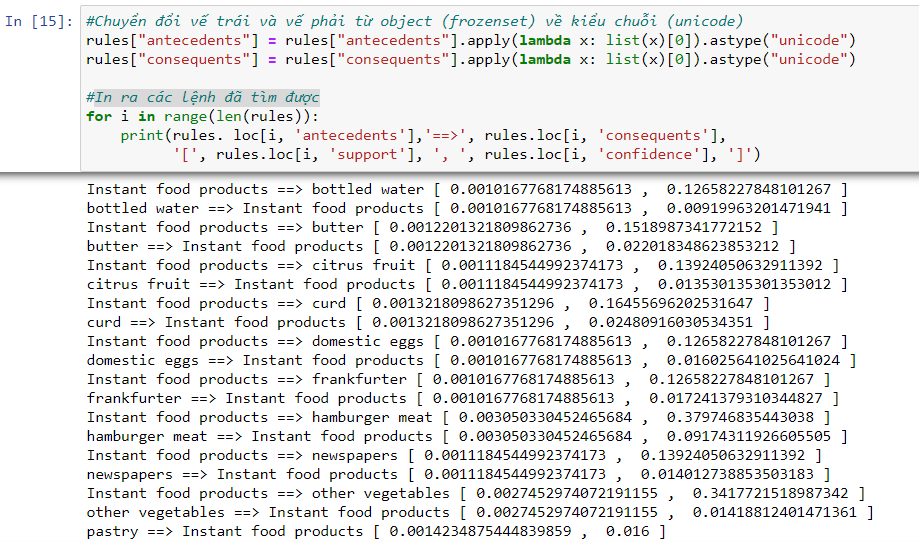 In [15]: #Chuyển đổi vế trái và vế phải từ object (frozenset) về kiểu chuỗi (unicode)
rules["antecedents"] = rules["antecedents"].apply(lambda x: list(x)[0]).astype("unicode")
rules["consequents"] = rules["consequents"].apply(lambda x: list(x)[0]).astype("unicode")
#In ra các lệnh đã tìm được
for i in range(len(rules)):
print(rules. loc[i, 'antecedents'],'==>', rules.loc[i, 'consequents'],
'[', rules.loc[i, 'support'], ', ', rules.loc[i, 'confidence'], ']')
Instant food products ==> bottled water [ 0.0010167768174885613 ,  0.12658227848101267 ]
bottled water ==> Instant food products [ 0.0010167768174885613 ,  0.00919963201471941 ]
Instant food products ==> butter [ 0.0012201321809862736 ,  0.1518987341772152 ]
butter ==> Instant food products [ 0.0012201321809862736 ,  0.022018348623853212 ]
Instant food products ==> citrus fruit [ 0.0011184544992374173 ,  0.13924050632911392 ]
citrus fruit ==> Instant food products [ 0.0011184544992374173 ,  0.013530135301353012 ]
Instant food products ==> curd [ 0.0013218098627351296 ,  0.16455696202531647 ]
curd ==> Instant food products [ 0.0013218098627351296 ,  0.02480916030534351 ]
Instant food products ==> domestic eggs [ 0.0010167768174885613 ,  0.12658227848101267 ]
domestic eggs ==> Instant food products [ 0.0010167768174885613 ,  0.016025641025641024 ]
Instant food products ==> frankfurter [ 0.0010167768174885613 ,  0.12658227848101267 ]
frankfurter ==> Instant food products [ 0.0010167768174885613 ,  0.017241379310344827 ]
Instant food products ==> hamburger meat [ 0.003050330452465684 ,  0.379746835443038 ]
hamburger meat ==> Instant food products [ 0.003050330452465684 ,  0.09174311926605505 ]
Instant food products ==> newspapers [ 0.0011184544992374173 ,  0.13924050632911392 ]
newspapers ==> Instant food products [ 0.0011184544992374173 ,  0.014012738853503183 ]
Instant food products ==> other vegetables [ 0.0027452974072191155 ,  0.3417721518987342 ]
other vegetables ==> Instant food products [ 0.0027452974072191155 ,  0.01418812401471361 ]
pastry ==> Instant food products [ 0.0014234875444839859 ,  0.016 ]